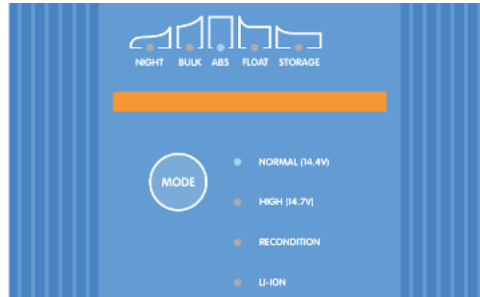 NIGHT BULK ABS FLOAT STORAGE
MODE
NORMAL (14.4V)
HIGH (14.7V)
RECONDITION
LI-ION